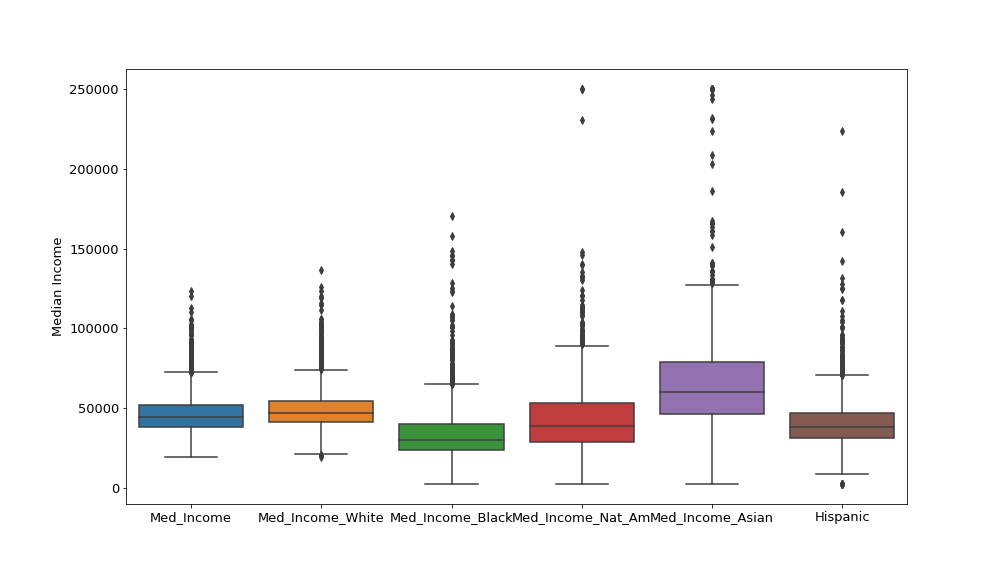 Median Income
250000
200000
150000
100000
50000
0
Med_Income
Med_Income_White
Med_Income_Black
Med_Income_Nat_Am
Med_Income_Asian
Hispanic